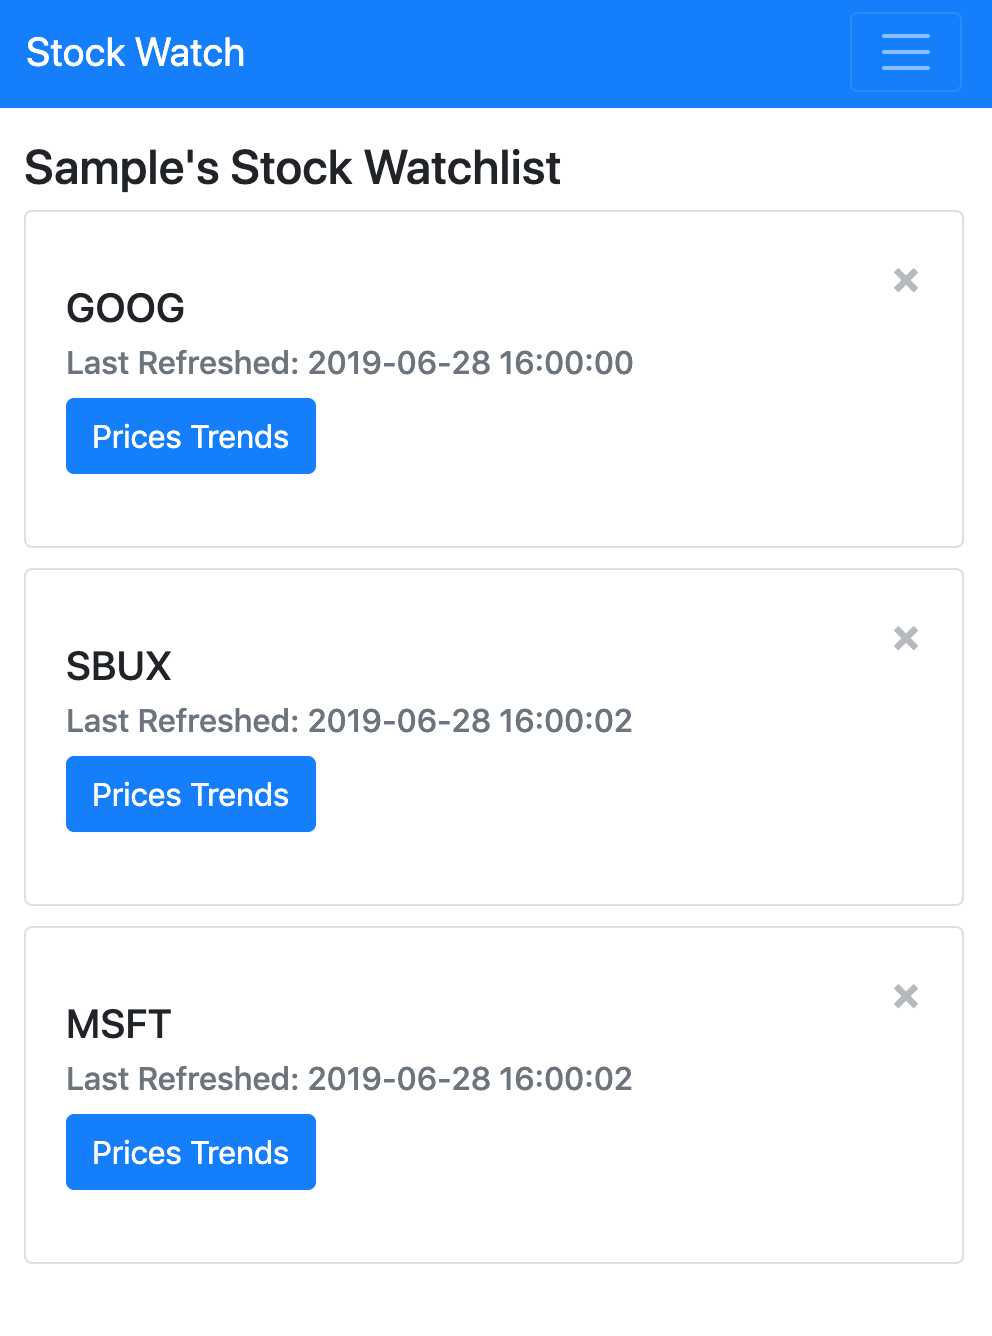 Stock Watch
Sample's Stock Watchlist
×
GOOG
Last Refreshed: 2019-06-28 16:00:00
Prices Trends
×
SBUX
Last Refreshed: 2019-06-28 16:00:02
Prices Trends
×
MSFT
Last Refreshed: 2019-06-28 16:00:02
Prices Trends